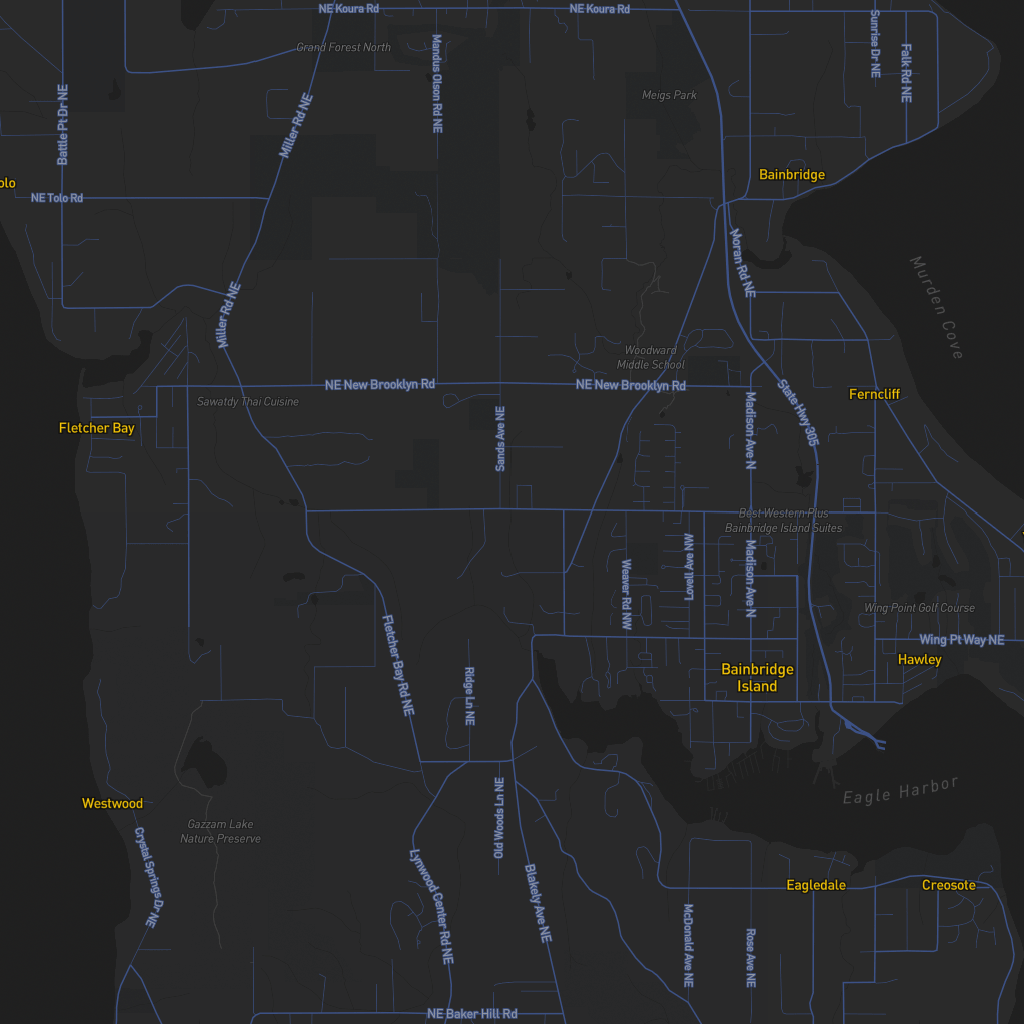 NE Koura Rd
NE Koura Rd
Sunrise Dr NE
Falk Rd NE
Mandus Olson Rd NE
Grand Forest North
Meigs Park
Battle Pt Dr NE
Miller Rd NE
Bainbridge
olo
NE Tolo Rd
Moran Rd NE
Murden Cove
Miller Rd NE
Woodward
Middle School
NE New Brooklyn Rd
NE New Brooklyn Rd
State Hwy 305
Ferncliff
Sawatdy Thai Cuisine
Madison Ave N
Fletcher Bay
Sands Ave NE
Best Western Plus
Bainbridge Island Suites
Lovell Ave NW
Madison Ave N
Weaver Rd NW
Wing Point Golf Course
Wing Pt Way NE
Hawley
Fletcher Bay Rd NE
Ridge Ln NE
Bainbridge
Island
Eagle Harbor
Westwood
Old Woods Ln NE
Gazzam Lake
Nature Preserve
Crystal Springs Dr NE
Lynwood Center Rd NE
Blakely Ave NE
Eagledale
Creosote
McDonald Ave NE
Rose Ave NE
NE Baker Hill Rd